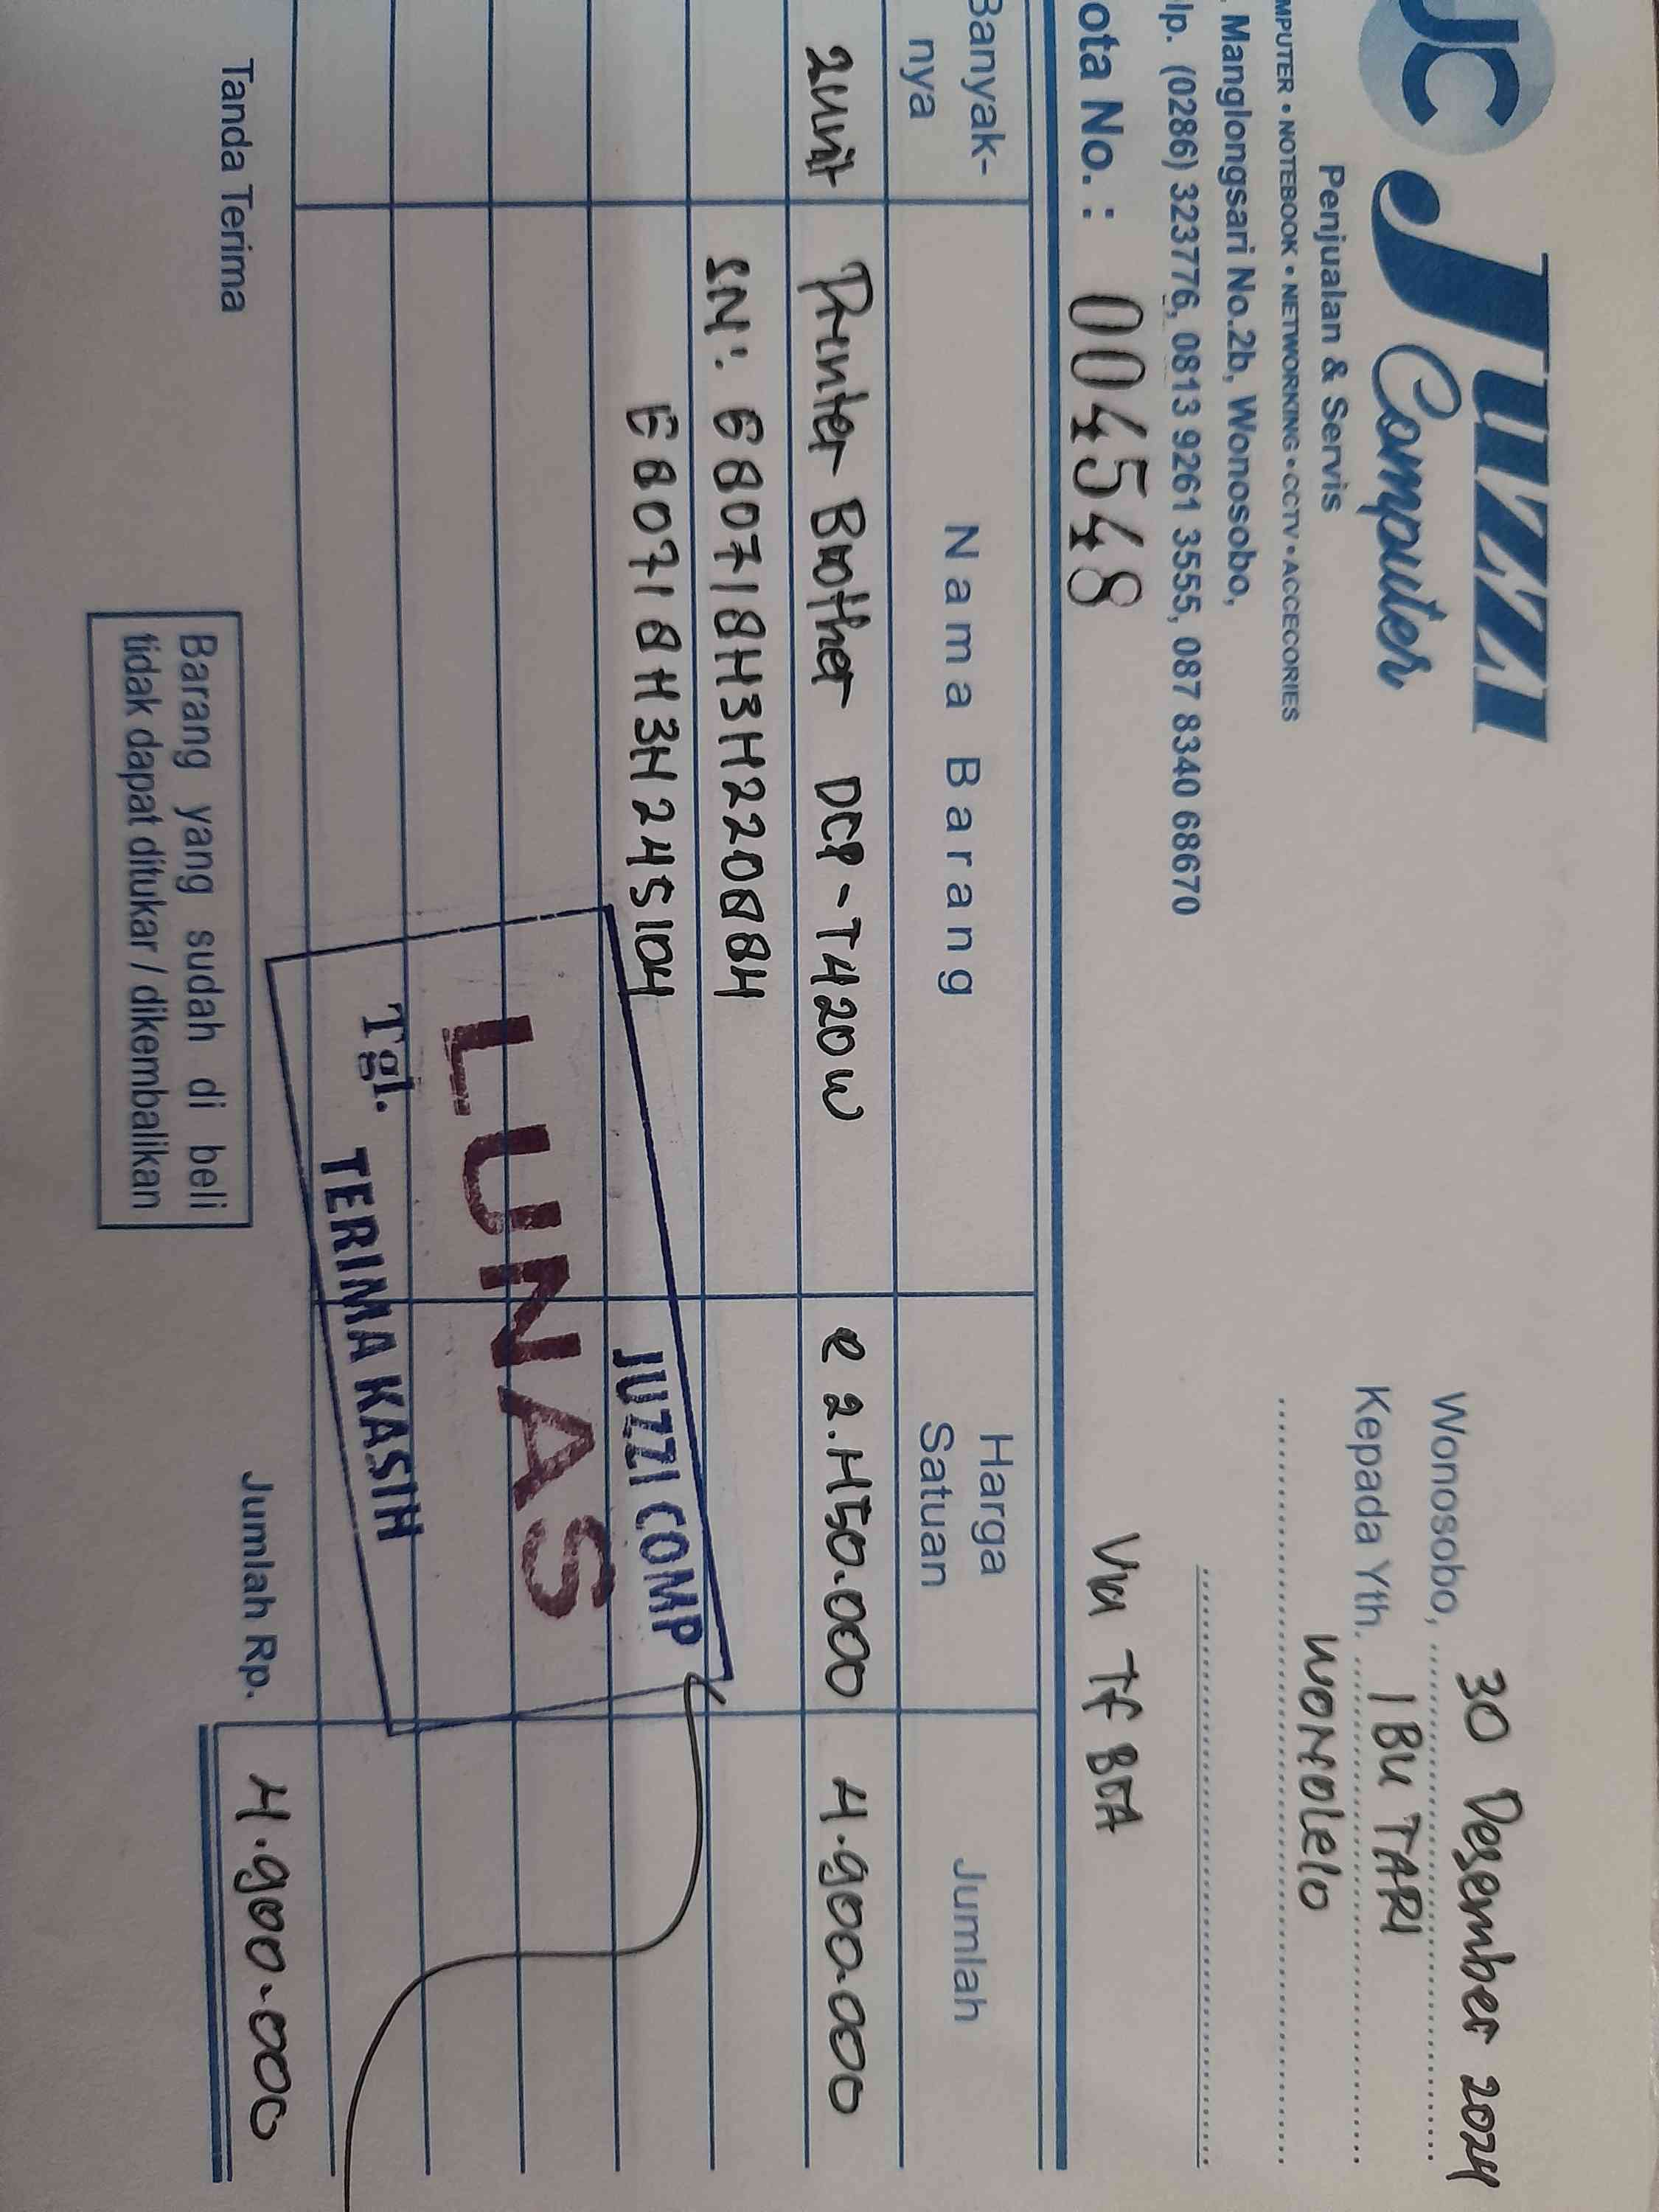 JC JUZZI
Computer
Penjualan & Servis
MPUTER • NOTEBOOK • NETWORKING • CCTV • ACCECORIES
. Manglongsari No.2b, Wonosobo,
lp. (0286) 323776, 0813 9261 3555, 087 8340 68670
Wonosobo, 30 Desember 2024
Kepada Yth. IBU TARI
WONOLELO
ota No. : 004548
Via TF BCA
Banyak-
nya
Nama Barang
Harga
Satuan
Jumlah
2 unit Printer Brother DCP-T420W @ 2.450.000 4.900.000
SN: E80718H3H220884
E80718H3H245104
JUZZI COMP
LUNAS
Tgl.
TERIMA KASIH
Tanda Terima
Jumlah Rp. 4.900.000
Barang yang sudah di beli
tidak dapat ditukar / dikembalikan